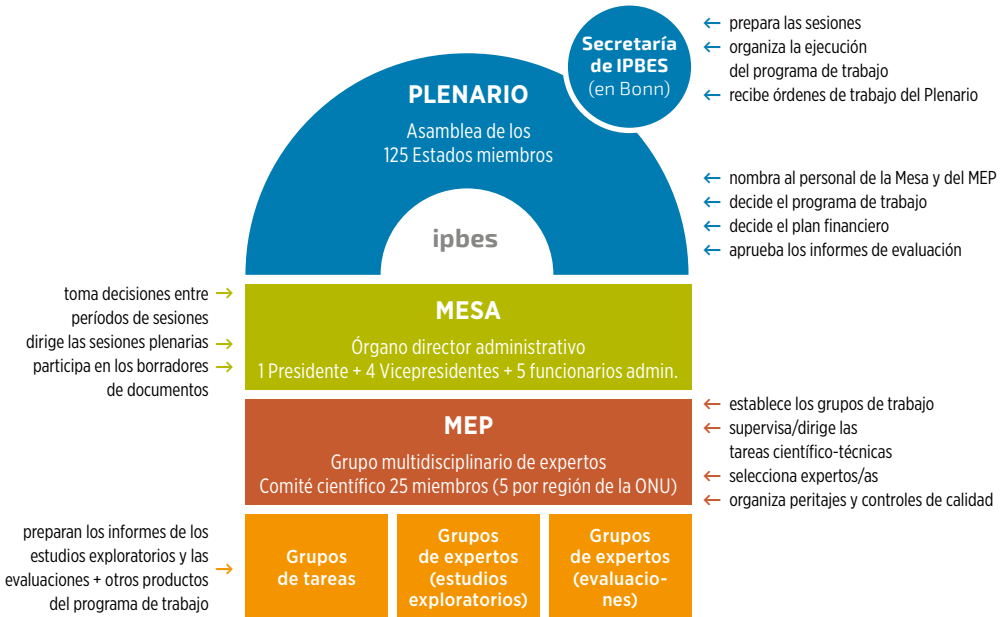 Secretaría
de IPBES
(en Bonn)
← prepara las sesiones
← organiza la ejecución
del programa de trabajo
← recibe órdenes de trabajo del Plenario
PLENARIO
Asamblea de los
125 Estados miembros
← nombra al personal de la Mesa y del MEP
← decide el programa de trabajo
← decide el plan financiero
← aprueba los informes de evaluación
ipbes
toma decisiones entre →
períodos de sesiones
dirige las sesiones plenarias →
participa en los borradores →
de documentos
MESA
Órgano director administrativo
1 Presidente + 4 Vicepresidentes + 5 funcionarios admin.
MEP
Grupo multidisciplinario de expertos
Comité científico 25 miembros (5 por región de la ONU)
← establece los grupos de trabajo
← supervisa/dirige las
tareas científico-técnicas
← selecciona expertos/as
← organiza peritajes y controles de calidad
preparan los informes de los
estudios exploratorios y las
evaluaciones + otros productos →
del programa de trabajo
Grupos
de tareas
Grupos
de expertos
(estudios
exploratorios)
Grupos
de expertos
(evaluacio-
nes)